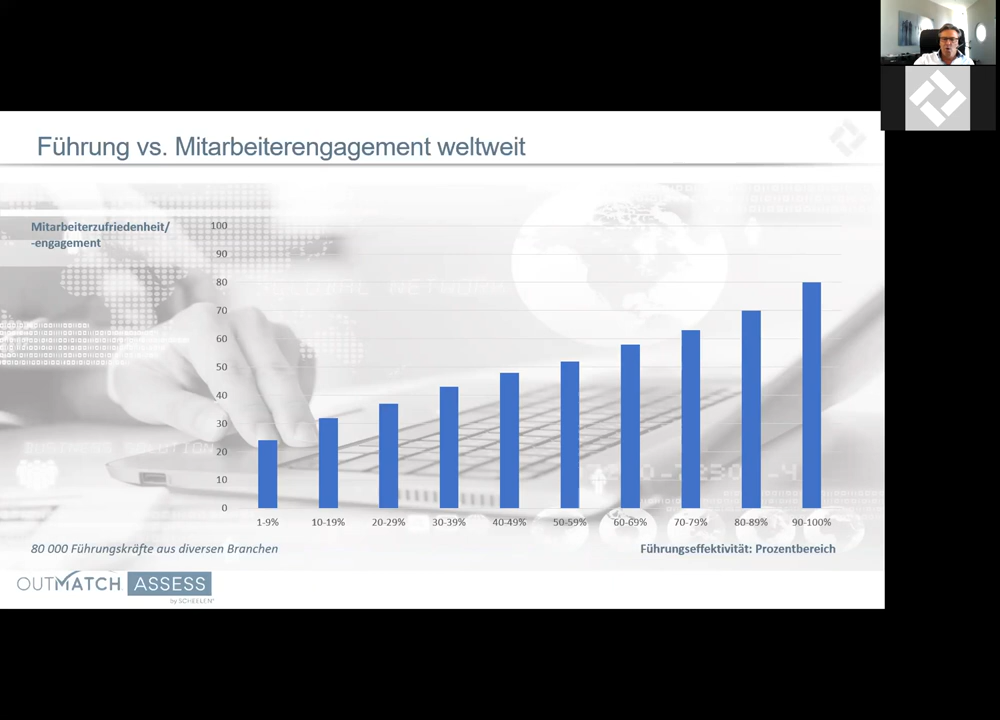 Führung vs. Mitarbeiterengagement weltweit
Mitarbeiterzufriedenheit/
-engagement
100
90
80
70
60
50
40
30
20
10
0
1-9% 10-19% 20-29% 30-39% 40-49% 50-59% 60-69% 70-79% 80-89% 90-100%
80 000 Führungskräfte aus diversen Branchen
Führungseffektivität: Prozentbereich
OUTMATCH ASSESS
by SCHEELEN®